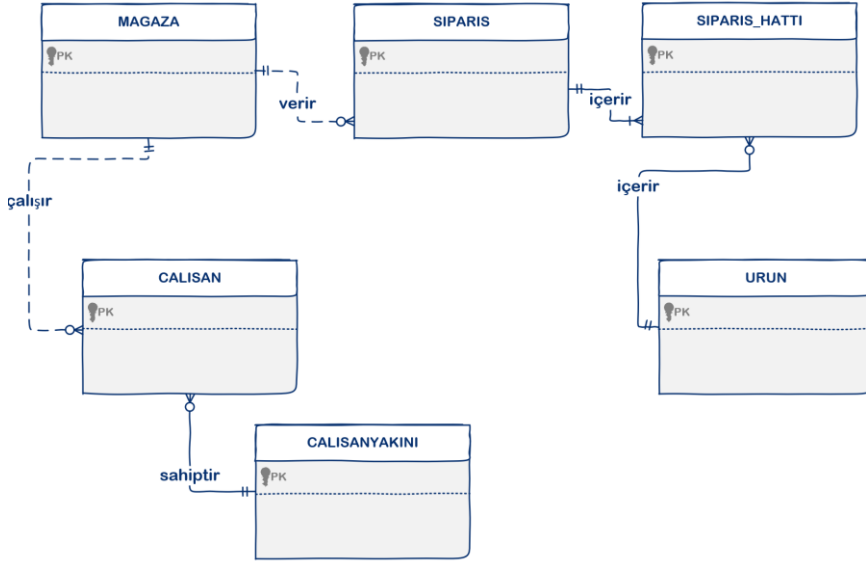 MAGAZA
SIPARIS
SIPARIS_HATTI
PK
PK
PK
verir
içerir
içerir
çalışır
CALISAN
URUN
PK
PK
CALISANYAKINI
sahiptir
PK